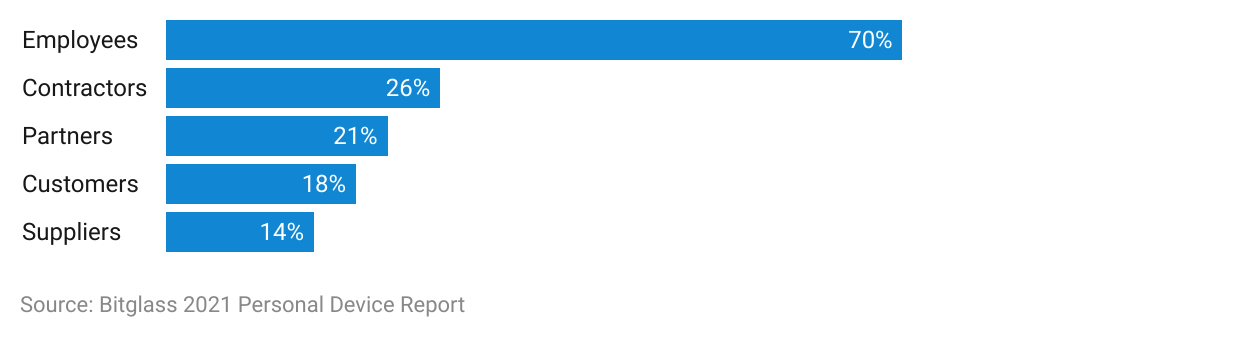 Employees 70%
Contractors 26%
Partners 21%
Customers 18%
Suppliers 14%
Source: Bitglass 2021 Personal Device Report